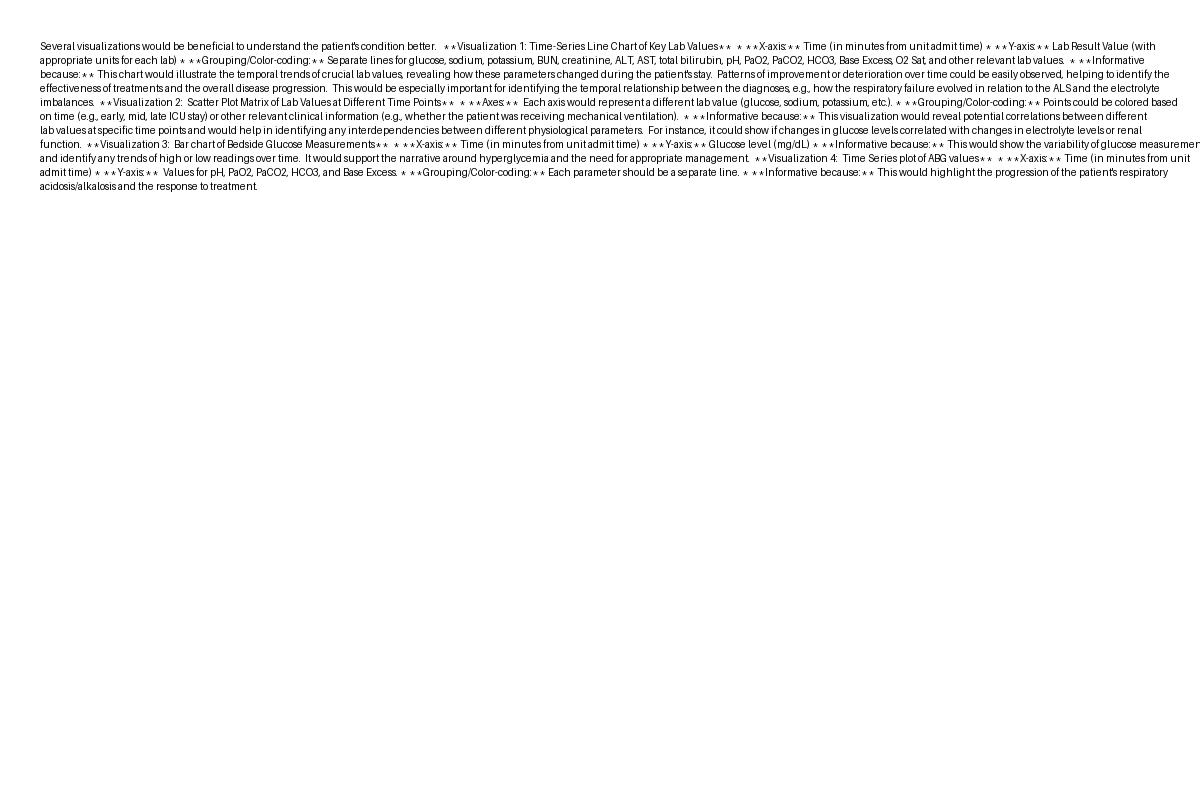 Several visualizations would be beneficial to understand the patient's condition better.   **Visualization 1: Time-Series Line Chart of Key Lab Values**  * **X-axis:** Time (in minutes from unit admit time) * **Y-axis:** Lab Result Value (with
appropriate units for each lab) * **Grouping/Color-coding:** Separate lines for glucose, sodium, potassium, BUN, creatinine, ALT, AST, total bilirubin, pH, PaO2, PaCO2, HCO3, Base Excess, O2 Sat, and other relevant lab values.  * **Informative
because:** This chart would illustrate the temporal trends of crucial lab values, revealing how these parameters changed during the patient's stay.  Patterns of improvement or deterioration over time could be easily observed, helping to identify the
effectiveness of treatments and the overall disease progression.  This would be especially important for identifying the temporal relationship between the diagnoses, e.g., how the respiratory failure evolved in relation to the ALS and the electrolyte
imbalances.  **Visualization 2:  Scatter Plot Matrix of Lab Values at Different Time Points**  * **Axes:**  Each axis would represent a different lab value (glucose, sodium, potassium, etc.). * **Grouping/Color-coding:** Points could be colored based
on time (e.g., early, mid, late ICU stay) or other relevant clinical information (e.g., whether the patient was receiving mechanical ventilation).  * **Informative because:** This visualization would reveal potential correlations between different
lab values at specific time points and would help in identifying any interdependencies between different physiological parameters.  For instance, it could show if changes in glucose levels correlated with changes in electrolyte levels or renal
function.  **Visualization 3:  Bar chart of Bedside Glucose Measurements**  * **X-axis:** Time (in minutes from unit admit time) * **Y-axis:** Glucose level (mg/dL) * **Informative because:** This would show the variability of glucose measuremen
and identify any trends of high or low readings over time.  It would support the narrative around hyperglycemia and the need for appropriate management.  **Visualization 4:  Time Series plot of ABG values**  * **X-axis:** Time (in minutes from unit
admit time) * **Y-axis:**  Values for pH, PaO2, PaCO2, HCO3, and Base Excess. * **Grouping/Color-coding:** Each parameter should be a separate line. * **Informative because:** This would highlight the progression of the patient's respiratory
acidosis/alkalosis and the response to treatment.